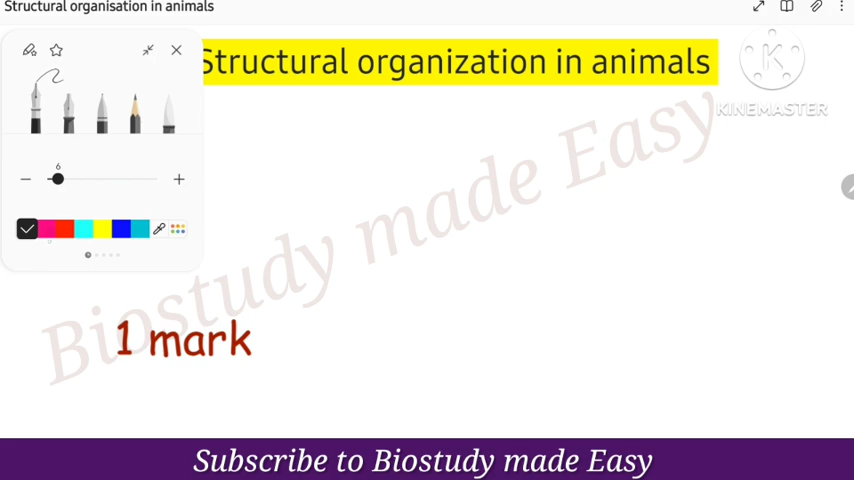 Structural organisation in animals
Structural organization in animals
KINEMASTER
6
Biostudy made Easy
1 mark
Subscribe to Biostudy made Easy